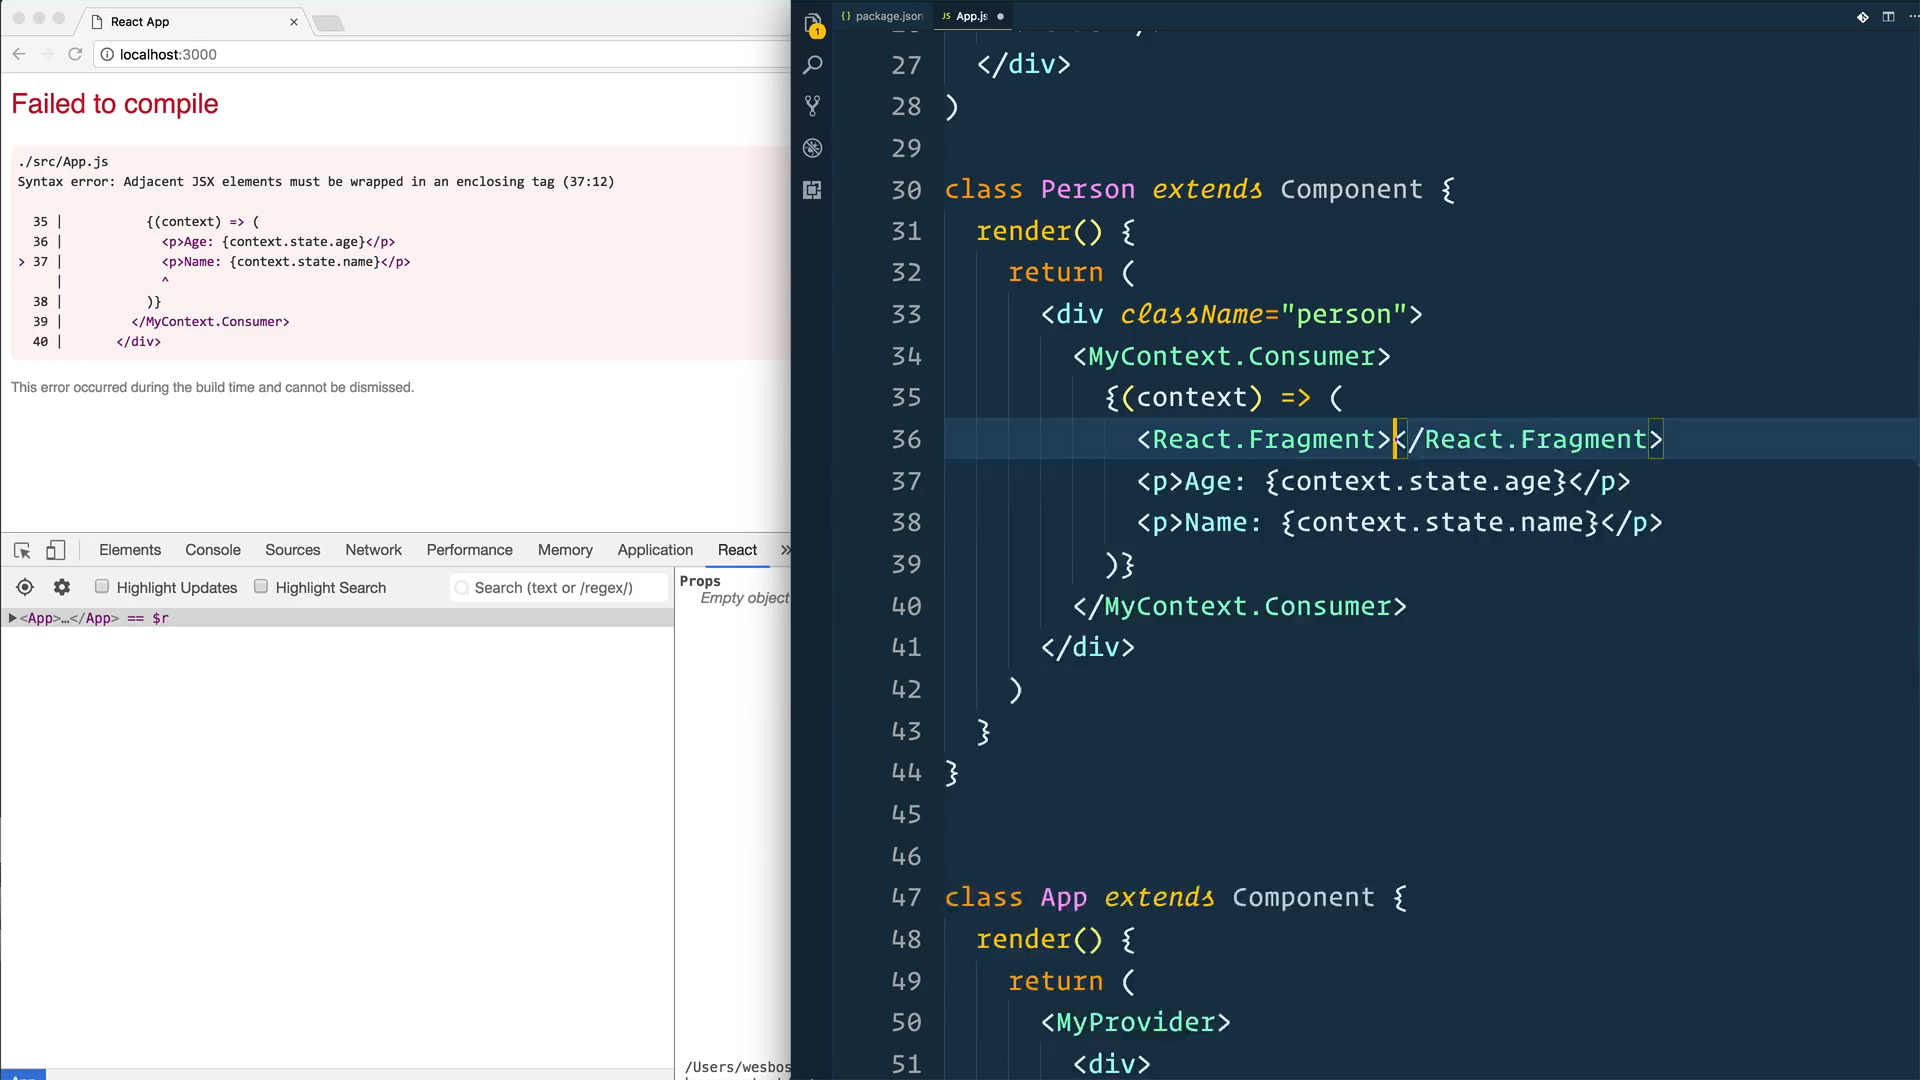 React App
localhost:3000
Failed to compile
./src/App.js
Syntax error: Adjacent JSX elements must be wrapped in an enclosing tag (37:12)
35 | {(context) => (
36 | <p>Age: {context.state.age}</p>
> 37 | <p>Name: {context.state.name}</p>
| ^
38 | )}
39 | </MyContext.Consumer>
40 | </div>
This error occurred during the build time and cannot be dismissed.
Elements Console Sources Network Performance Memory Application React »
Highlight Updates Highlight Search Search (text or /regex/)
<App>…</App> == $r
Props
Empty object
/Users/wesbos
1
{} package.json
JS App.js
27 </div>
28 )
29
30 class Person extends Component {
31 render() {
32 return (
33 <div className="person">
34 <MyContext.Consumer>
35 {(context) => (
36 <React.Fragment></React.Fragment>
37 <p>Age: {context.state.age}</p>
38 <p>Name: {context.state.name}</p>
39 )}
40 </MyContext.Consumer>
41 </div>
42 )
43 }
44 }
45
46
47 class App extends Component {
48 render() {
49 return (
50 <MyProvider>
51 <div>